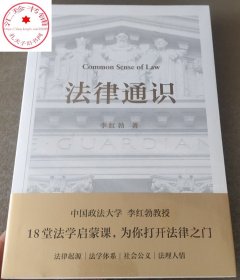 Common Sense of Law
法律通识
李红勃 著
GUARDIA
中国政法大学 李红勃教授
18堂法学启蒙课，为你打开法律之门
法律起源|法学体系|社会公义|法理人情